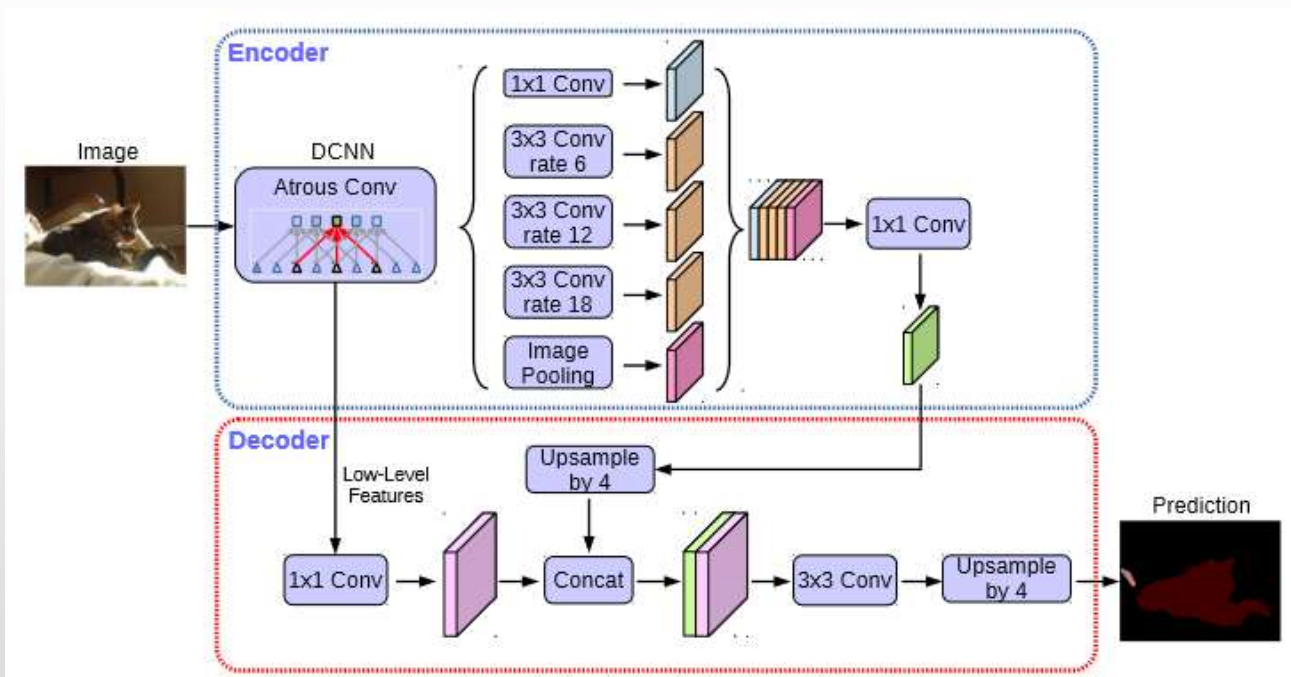 Encoder
Image
DCNN
Atrous Conv
1x1 Conv
3x3 Conv
rate 6
3x3 Conv
rate 12
3x3 Conv
rate 18
Image
Pooling
1x1 Conv
Decoder
Low-Level
Features
Upsample
by 4
1x1 Conv
Concat
3x3 Conv
Upsample
by 4
Prediction